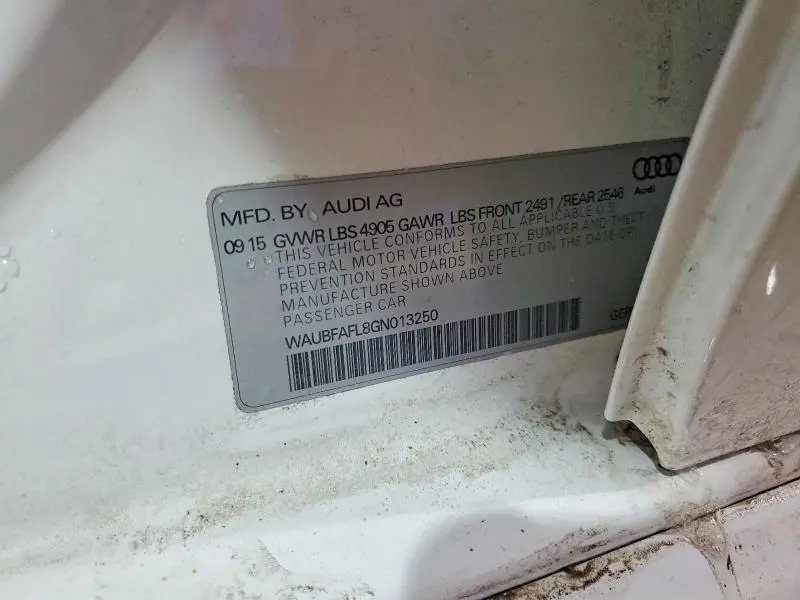 MFD. BY AUDI AG
Audi
09 15 GVWR LBS 4905 GAWR LBS FRONT 2491 / REAR 2546
THIS VEHICLE CONFORMS TO ALL APPLICABLE U.S.
FEDERAL MOTOR VEHICLE SAFETY, BUMPER AND THEFT
PREVENTION STANDARDS IN EFFECT ON THE DATE OF
MANUFACTURE SHOWN ABOVE.
PASSENGER CAR
WAUBFAFL8GN013250